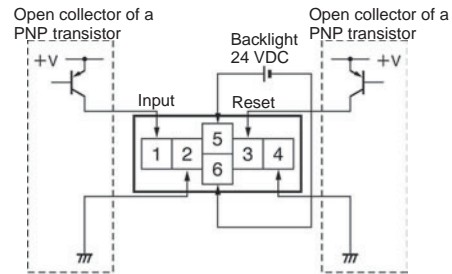 Open collector of a
PNP transistor
Open collector of a
PNP transistor
Backlight
24 VDC
+V
+V
Input
Reset
5
1 2 3 4
6